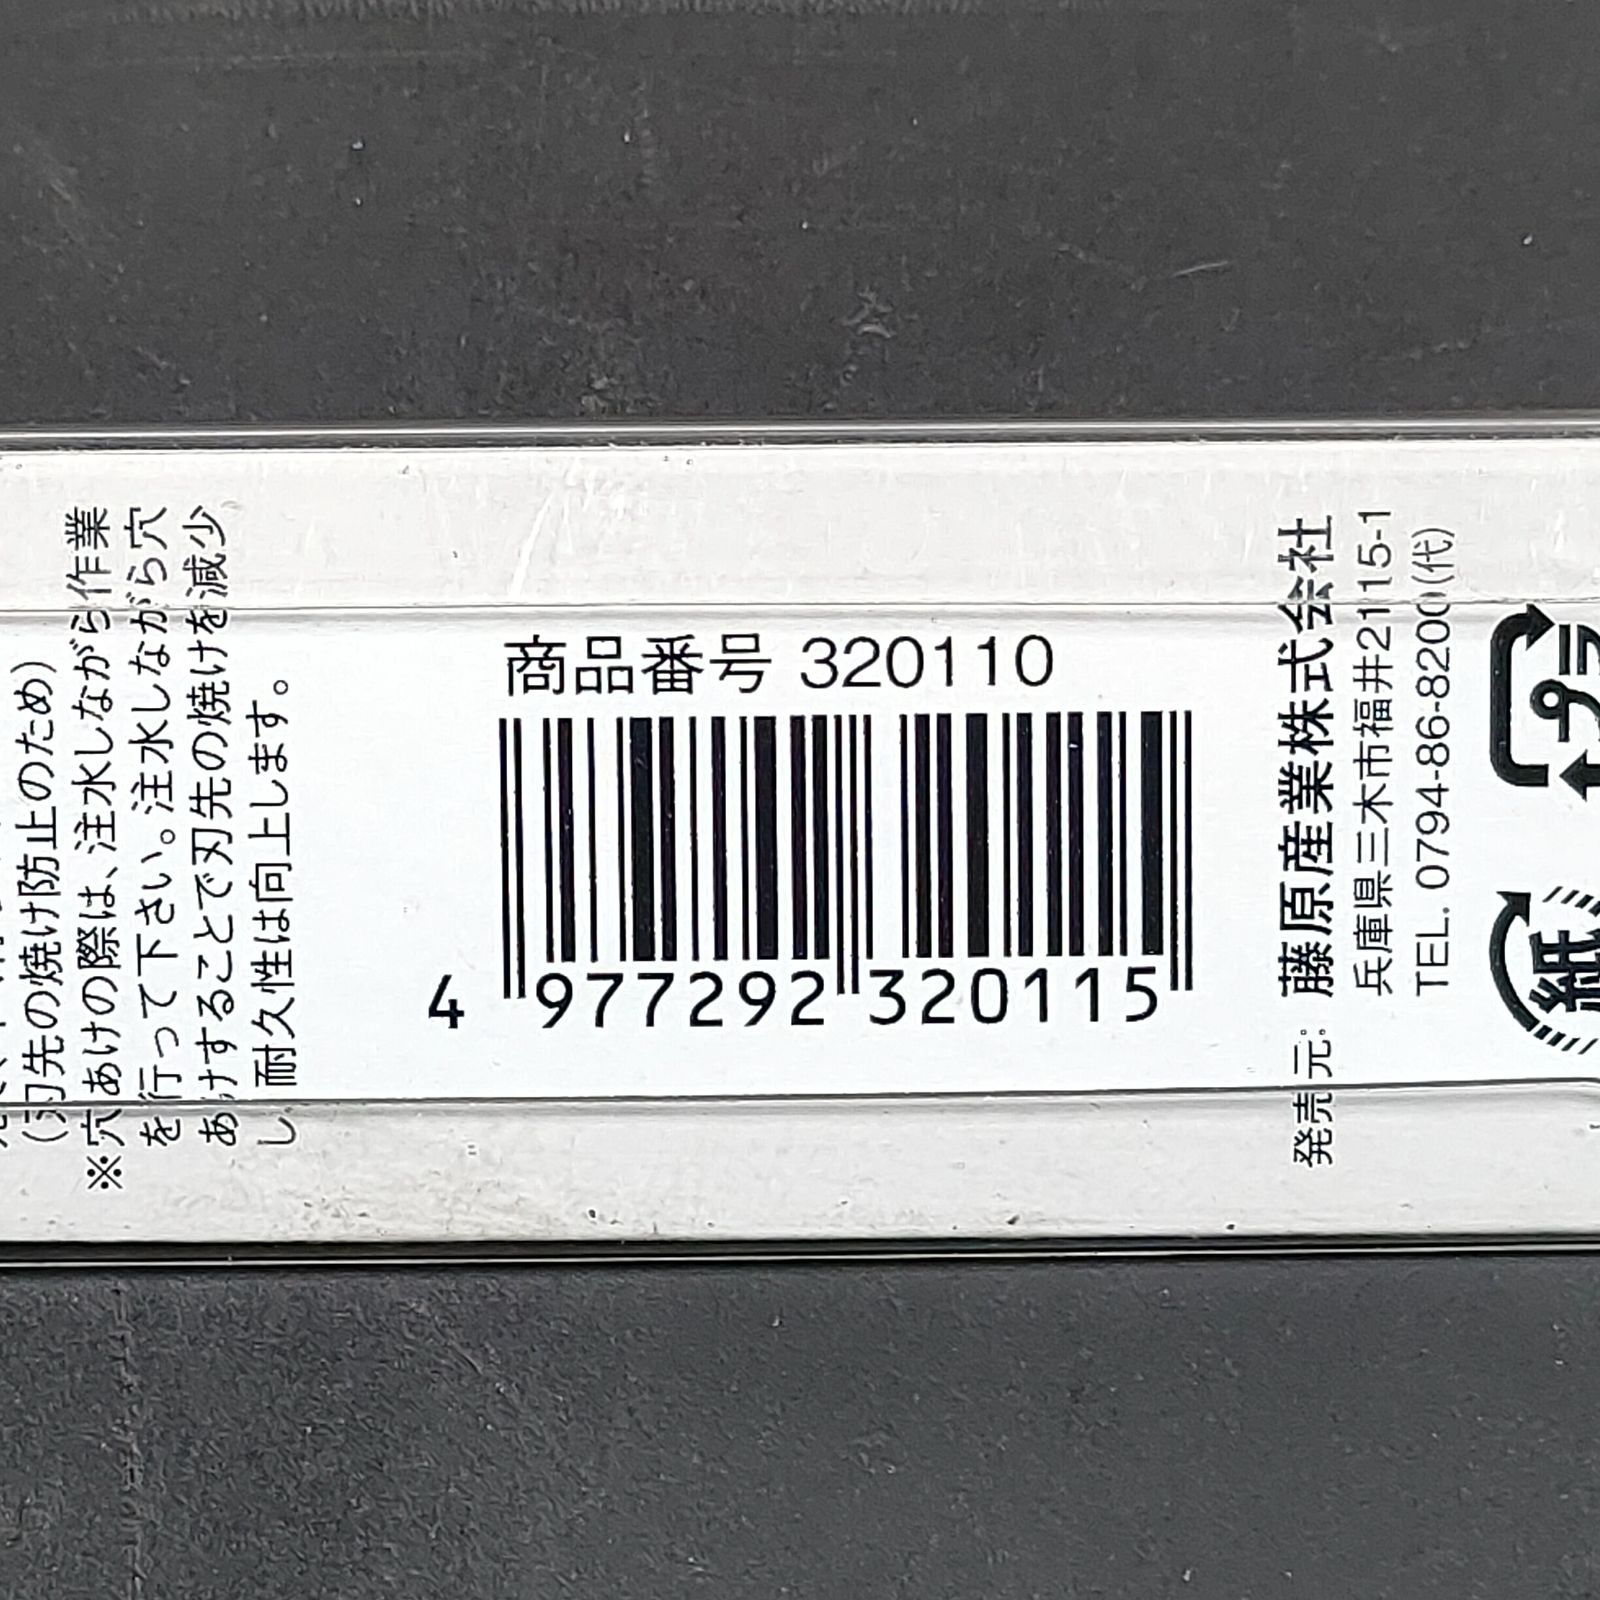 (刃先の焼け防止のため)
※穴あけの際は、注水しながら作業
を行って下さい。注水しながら穴
あけすることで刃先の焼けを減少
し耐久性は向上します。
商品番号 320110
4 977292 320115
発売元: 藤原産業株式会社
兵庫県三木市福井2115-1
TEL. 0794-86-8200(代)
プラ
紙